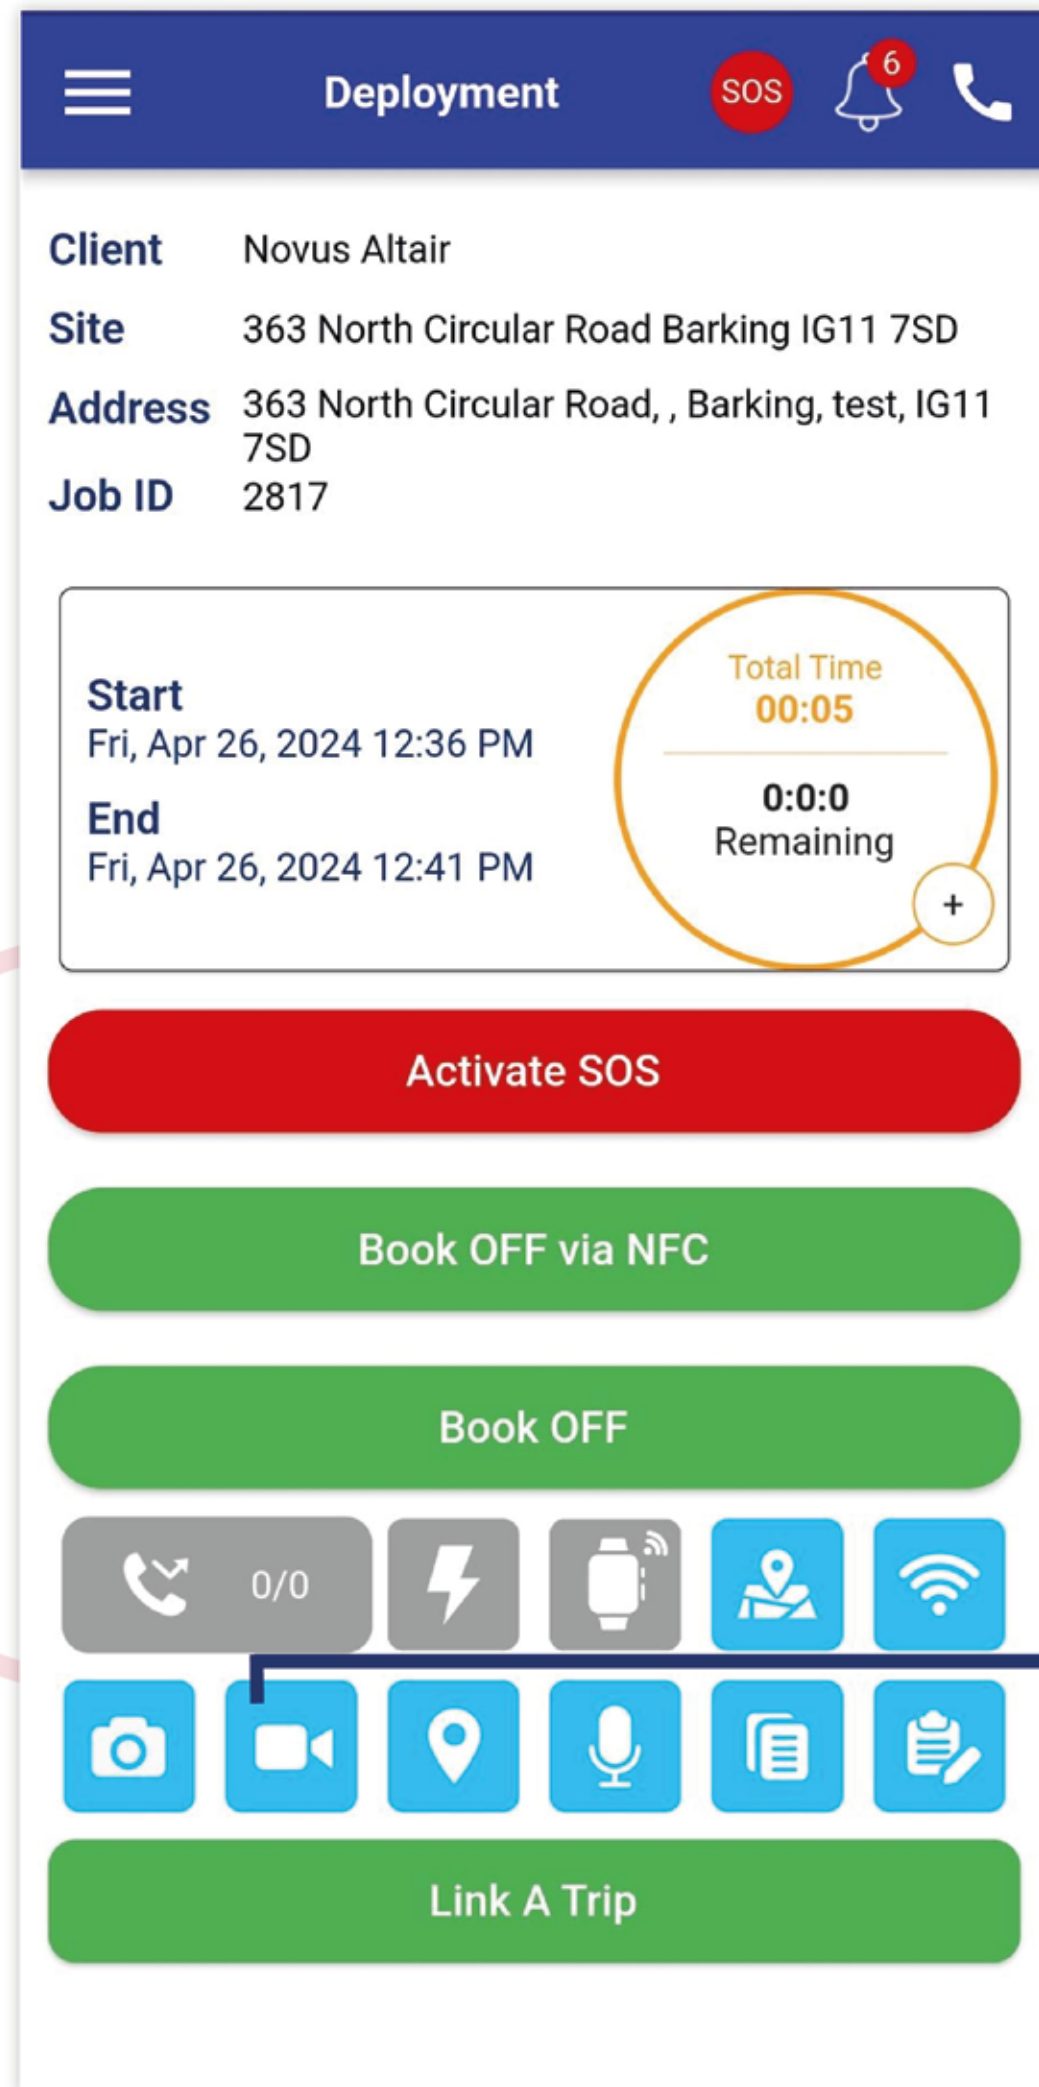 Deployment SOS 6
Client Novus Altair
Site 363 North Circular Road Barking IG11 7SD
Address 363 North Circular Road, , Barking, test, IG11
7SD
Job ID 2817
Start
Fri, Apr 26, 2024 12:36 PM
End
Fri, Apr 26, 2024 12:41 PM
Total Time
00:05
0:0:0
Remaining
+
Activate SOS
Book OFF via NFC
Book OFF
0/0
Link A Trip